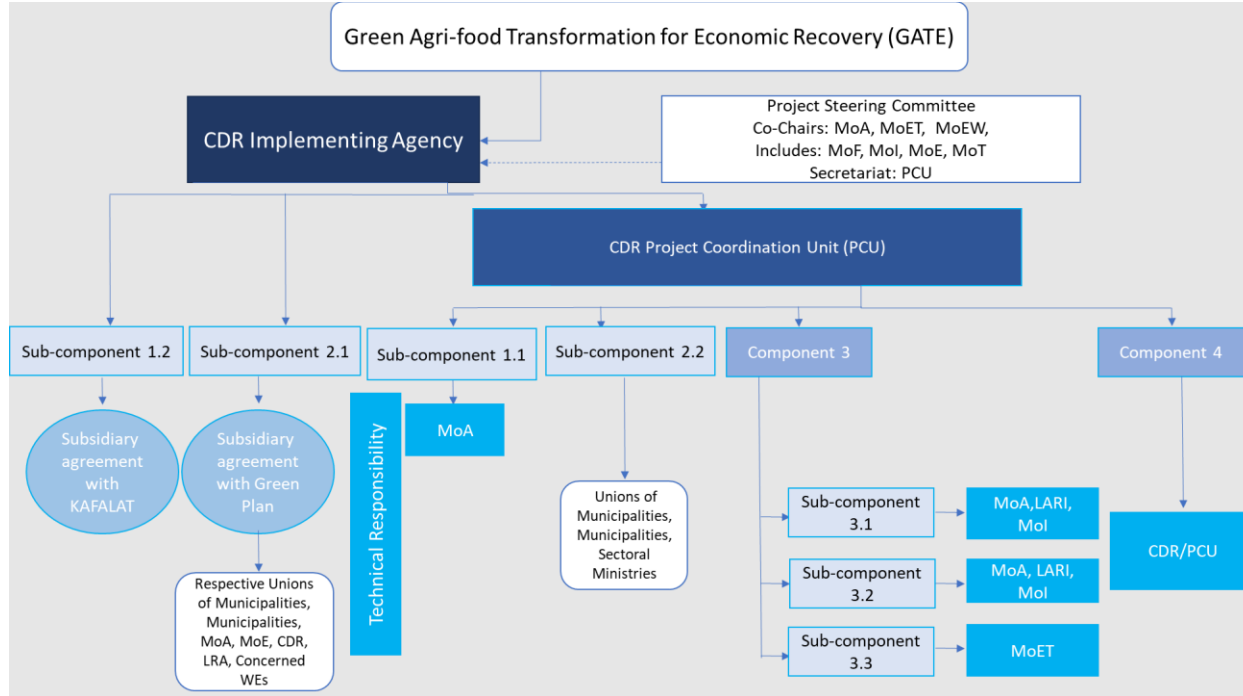 Green Agri-food Transformation for Economic Recovery (GATE)
CDR Implementing Agency
Project Steering Committee
Co-Chairs: MoA, MoET, MoEW,
Includes: MoF, MoI, MoE, MoT
Secretariat: PCU
CDR Project Coordination Unit (PCU)
Sub-component 1.2
Sub-component 2.1
Sub-component 1.1
Sub-component 2.2
Component 3
Component 4
Subsidiary
agreement
with
KAFALAT
Subsidiary
agreement
with Green
Plan
Technical Responsibility
MoA
Unions of
Municipalities,
Municipalities,
Sectoral
Ministries
Respective Unions
of Municipalities,
Municipalities,
MoA, MoE, CDR,
LRA, Concerned
WEs
Sub-component
3.1
MoA,LARI,
MoI
Sub-component
3.2
MoA, LARI,
MoI
Sub-component
3.3
MoET
CDR/PCU